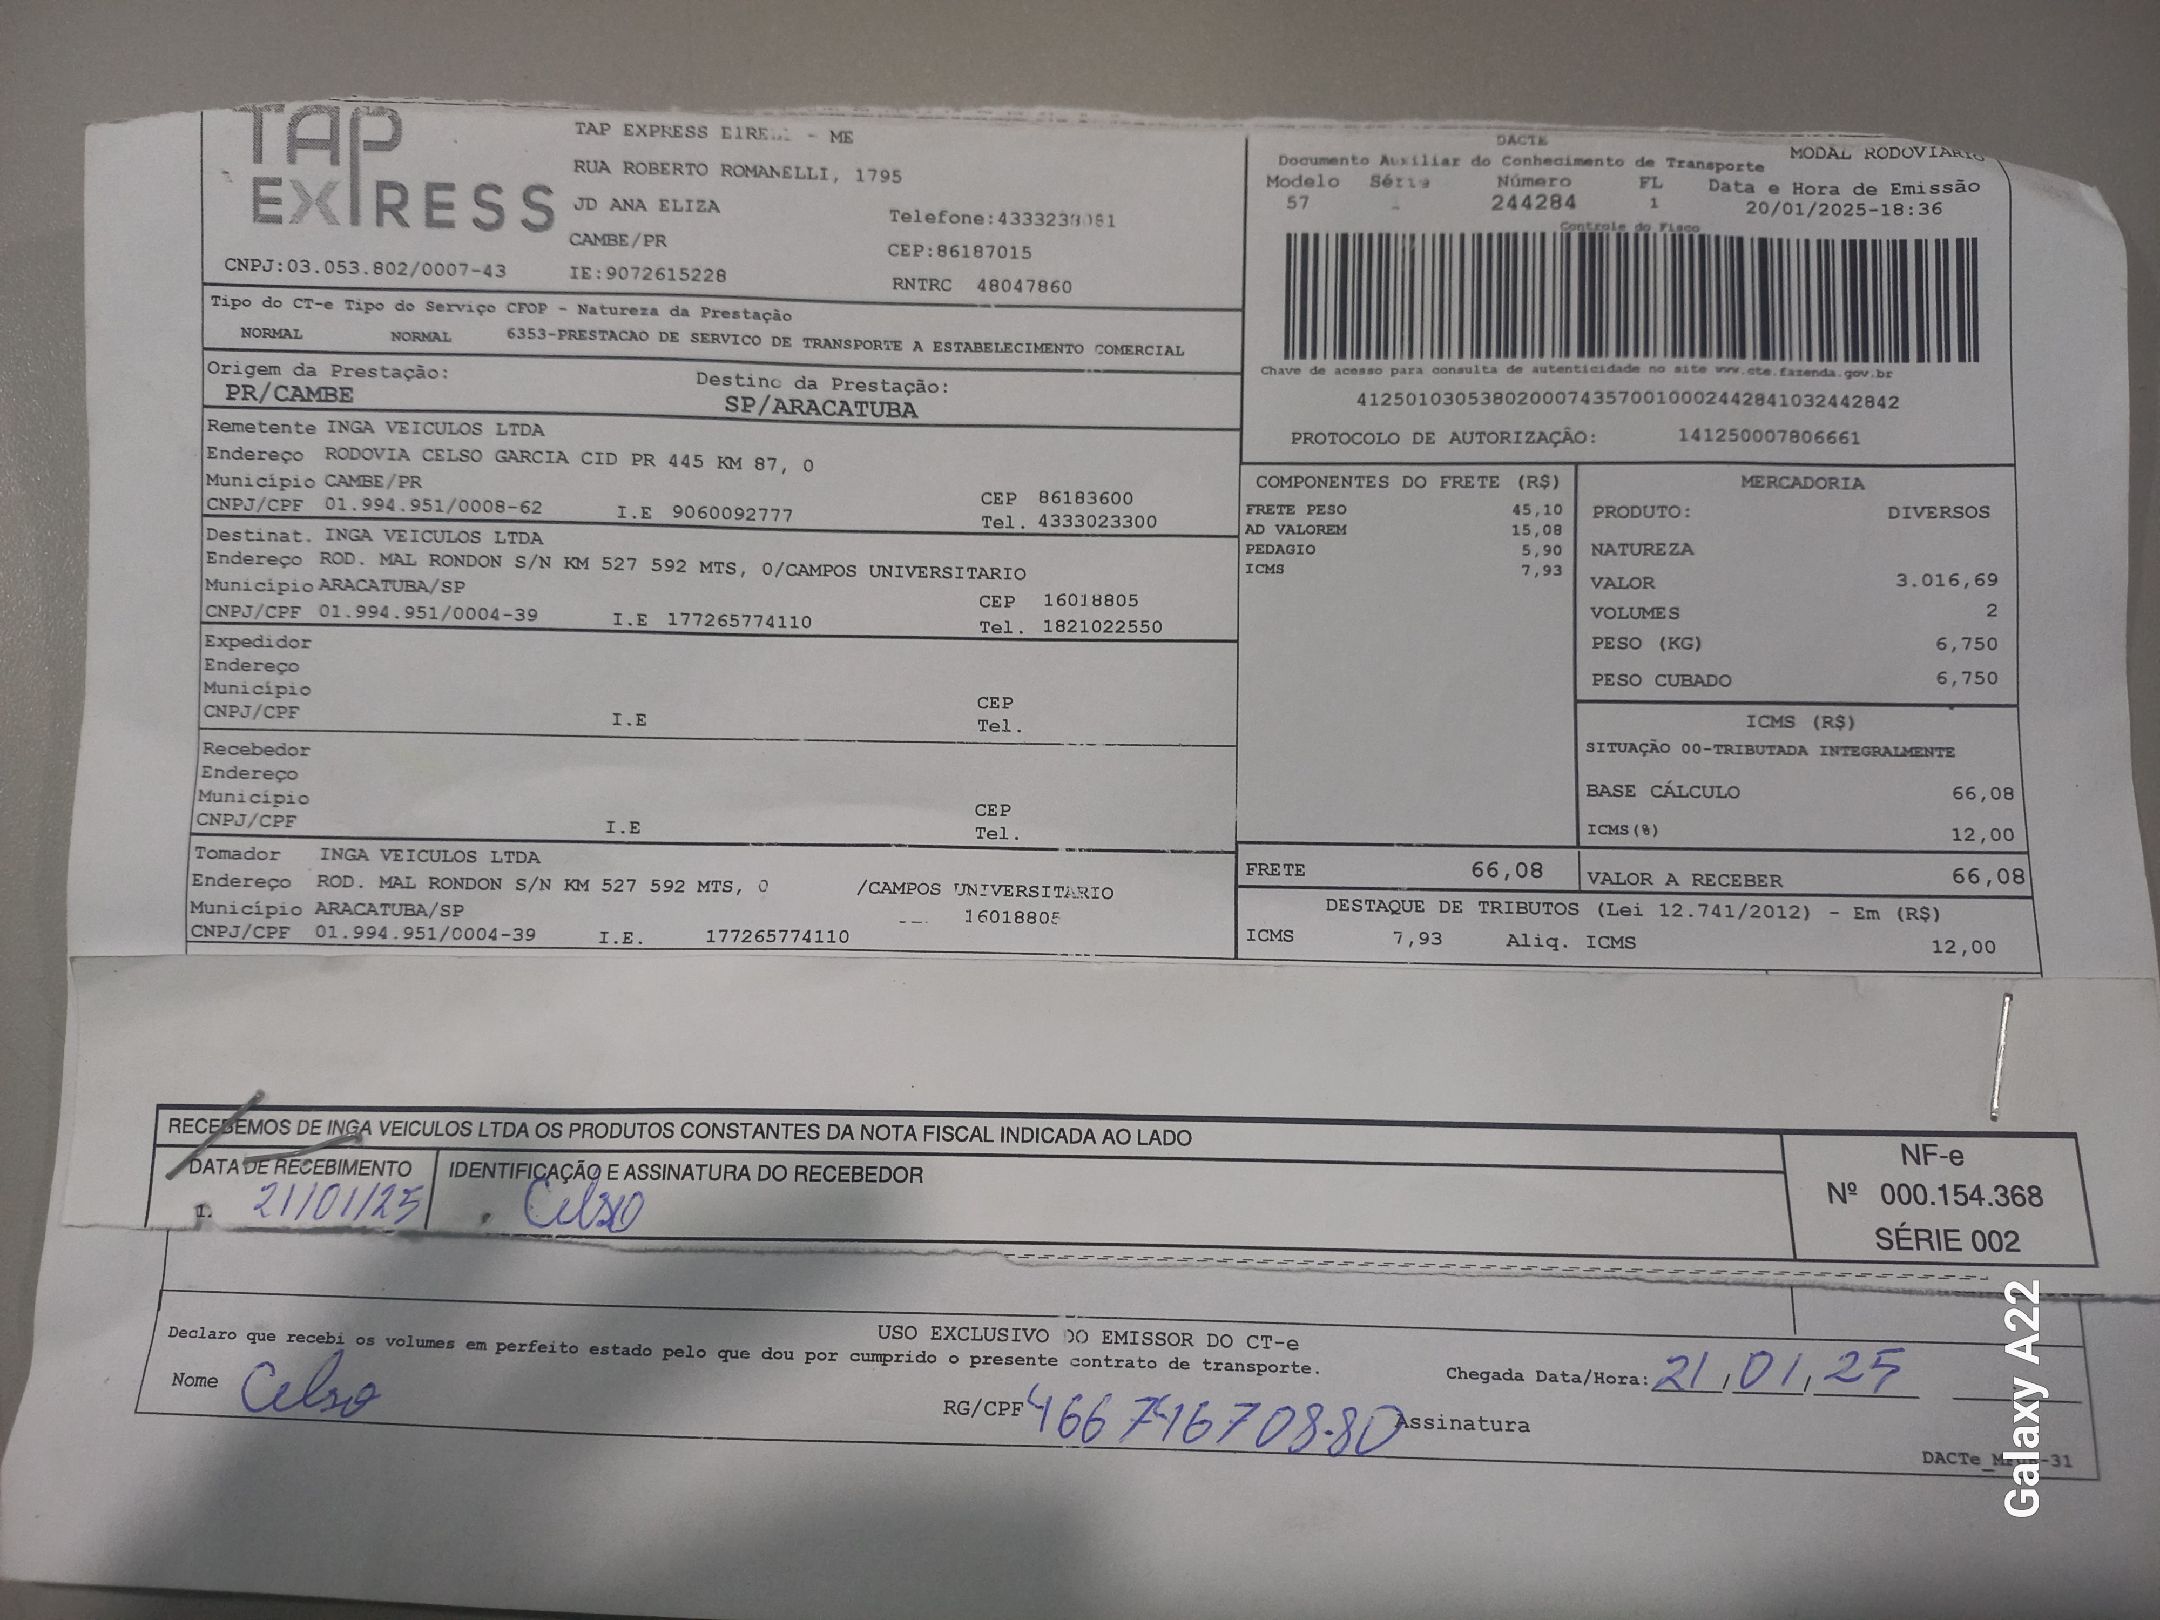 TAP
EXPRESS
TAP EXPRESS - ME
RUA ROBERTO ROMANELLI, 1795
JD ANA ELIZA
CAMBE/PR
Telefone:
CEP:86187015
CNPJ:03.053.802/0007-43
IE:9072615228
RNTRC 48047860
DACTE
Documento Auxiliar do Conhecimento de Transporte
MODAL RODOVIARIO
Modelo Série Número FL Data e Hora de Emissão
57 244284 1 20/01/2025-18:36
Controle do Fisco
Chave de acesso para consulta de autenticidade no site www.cte.fazenda.gov.br
41250103053802000743570010002442841032442842
PROTOCOLO DE AUTORIZAÇÃO: 141250007806661
Tipo do CT-e Tipo do Serviço CFOP - Natureza da Prestação
NORMAL NORMAL 6353-PRESTACAO DE SERVICO DE TRANSPORTE A ESTABELECIMENTO COMERCIAL
Origem da Prestação: Destino da Prestação:
PR/CAMBE SP/ARACATUBA
Remetente INGA VEICULOS LTDA
Endereço RODOVIA CELSO GARCIA CID PR 445 KM 87, 0
Município CAMBE/PR CEP 86183600
CNPJ/CPF 01.994.951/0008-62 I.E 9060092777 Tel. 4333023300
Destinat. INGA VEICULOS LTDA
Endereço ROD. MAL RONDON S/N KM 527 592 MTS, 0/CAMPOS UNIVERSITARIO
Município ARACATUBA/SP CEP 16018805
CNPJ/CPF 01.994.951/0004-39 I.E 177265774110 Tel. 1821022550
Expedidor
Endereço
Município CEP
CNPJ/CPF I.E Tel.
Recebedor
Endereço
Município CEP
CNPJ/CPF I.E Tel.
Tomador INGA VEICULOS LTDA
Endereço ROD. MAL RONDON S/N KM 527 592 MTS, 0 /CAMPOS UNIVERSITARIO
Município ARACATUBA/SP 16018805
CNPJ/CPF 01.994.951/0004-39 I.E. 177265774110
COMPONENTES DO FRETE (R$)
FRETE PESO 45,10
AD VALOREM 15,08
PEDAGIO 5,90
ICMS 7,93
MERCADORIA
PRODUTO: DIVERSOS
NATUREZA
VALOR 3.016,69
VOLUMES 2
PESO (KG) 6,750
PESO CUBADO 6,750
ICMS (R$)
SITUAÇÃO 00-TRIBUTADA INTEGRALMENTE
BASE CÁLCULO 66,08
ICMS(%) 12,00
FRETE 66,08 VALOR A RECEBER 66,08
DESTAQUE DE TRIBUTOS (Lei 12.741/2012) - Em (R$)
ICMS 7,93 Aliq. ICMS 12,00
RECEBEMOS DE INGA VEICULOS LTDA OS PRODUTOS CONSTANTES DA NOTA FISCAL INDICADA AO LADO
DATA DE RECEBIMENTO IDENTIFICAÇÃO E ASSINATURA DO RECEBEDOR
21/01/25 Celso
NF-e
Nº 000.154.368
SÉRIE 002
USO EXCLUSIVO DO EMISSOR DO CT-e
Declaro que recebi os volumes em perfeito estado pelo que dou por cumprido o presente contrato de transporte.
Chegada Data/Hora: 21,01,25
Nome Celso RG/CPF Assinatura
Galaxy A22